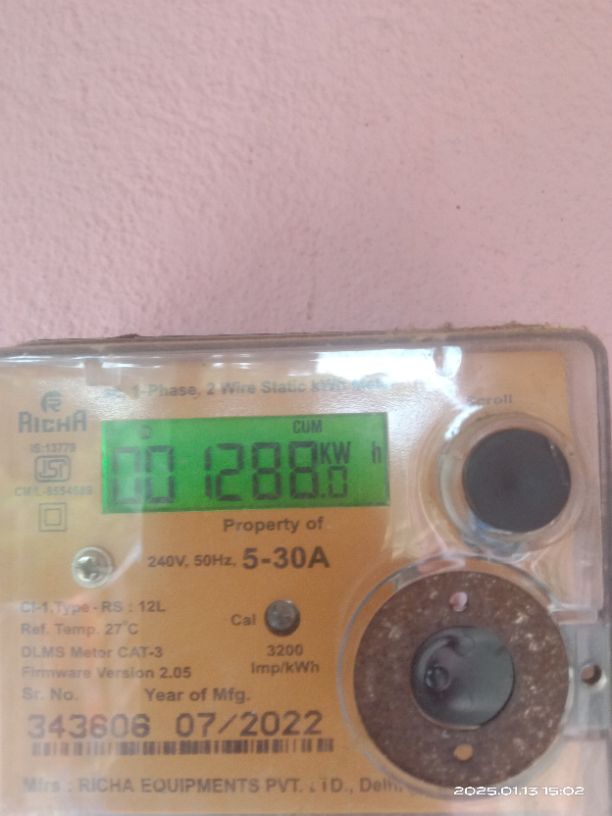 1-Phase, 2 Wire Static kWh Meter
Scroll
RICHA
IS:13779
CUM
001288.0 KW h
CM/L-8554689
Property of
240V, 50Hz, 5-30A
Cl-1.Type - RS : 12L
Ref. Temp. 27°C
Cal
3200
Imp/kWh
DLMS Meter CAT-3
Firmware Version 2.05
Sr. No. Year of Mfg.
343606 07/2022
Mfrs : RICHA EQUIPMENTS PVT. LTD., Delhi
2025.01.13 15:02